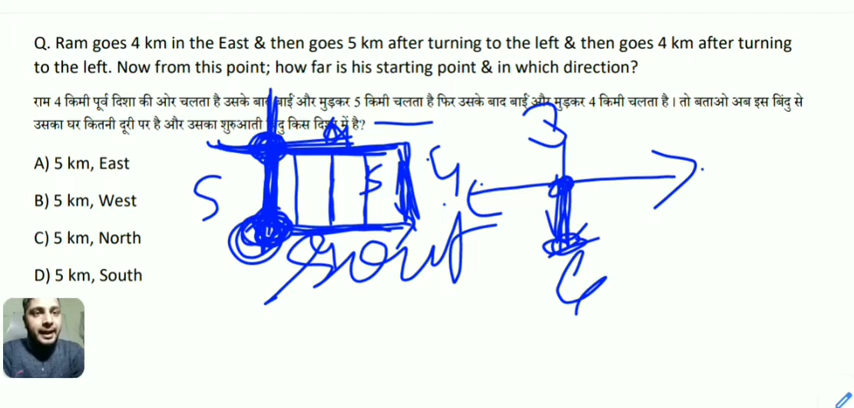 Q. Ram goes 4 km in the East & then goes 5 km after turning to the left & then goes 4 km after turning
to the left. Now from this point; how far is his starting point & in which direction?
राम 4 किमी पूर्व दिशा की ओर चलता है उसके बाद बाई और मुड़कर 5 किमी चलता है फिर उसके बाद बाई और मुड़कर 4 किमी चलता है । तो बताओ अब इस बिंदु से
उसका घर कितनी दूरी पर है और उसका शुरुआती किस दिशा में है?
A) 5 km, East
B) 5 km, West
C) 5 km, North
D) 5 km, South
5